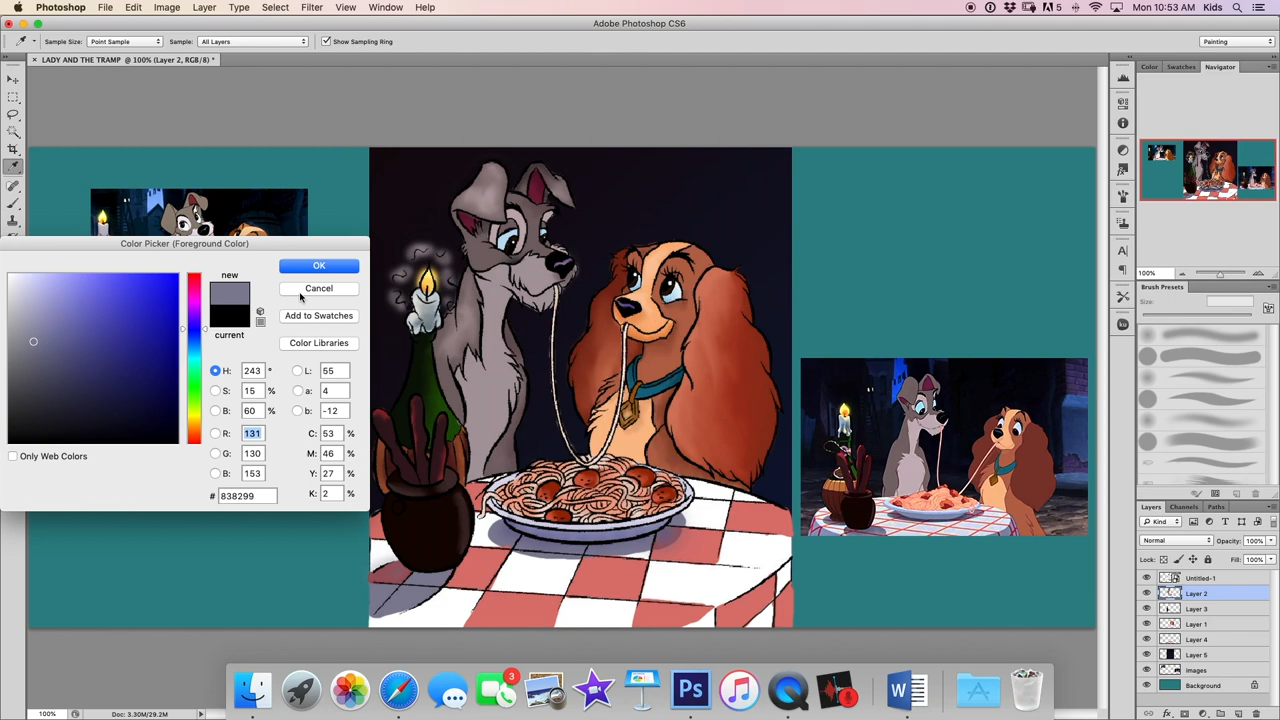 Photoshop File Edit Image Layer Type Select Filter View Window Help 5 Mon 10:53 AM Kids
Adobe Photoshop CS6
Sample Size: Point Sample Sample: All Layers Show Sampling Ring Painting
× LADY AND THE TRAMP @ 100% (Layer 2, RGB/8) *
Color Swatches Navigator
Color Picker (Foreground Color)
new
current
OK
Cancel
Add to Swatches
Color Libraries
H: 243 °
S: 15 %
B: 60 %
R: 131
G: 130
B: 153
# 838299
L: 55
a: 4
b: -12
C: 53 %
M: 46 %
Y: 27 %
K: 2 %
Only Web Colors
100%
Brush Presets
Size:
Layers Channels Paths
Kind
Normal Opacity: 100%
Lock: Fill: 100%
Untitled-1
Layer 2
Layer 3
Layer 1
Layer 4
Layer 5
images
Background
fx
A
ku
3
Ps
W
100% Doc: 3.30M/29.2M